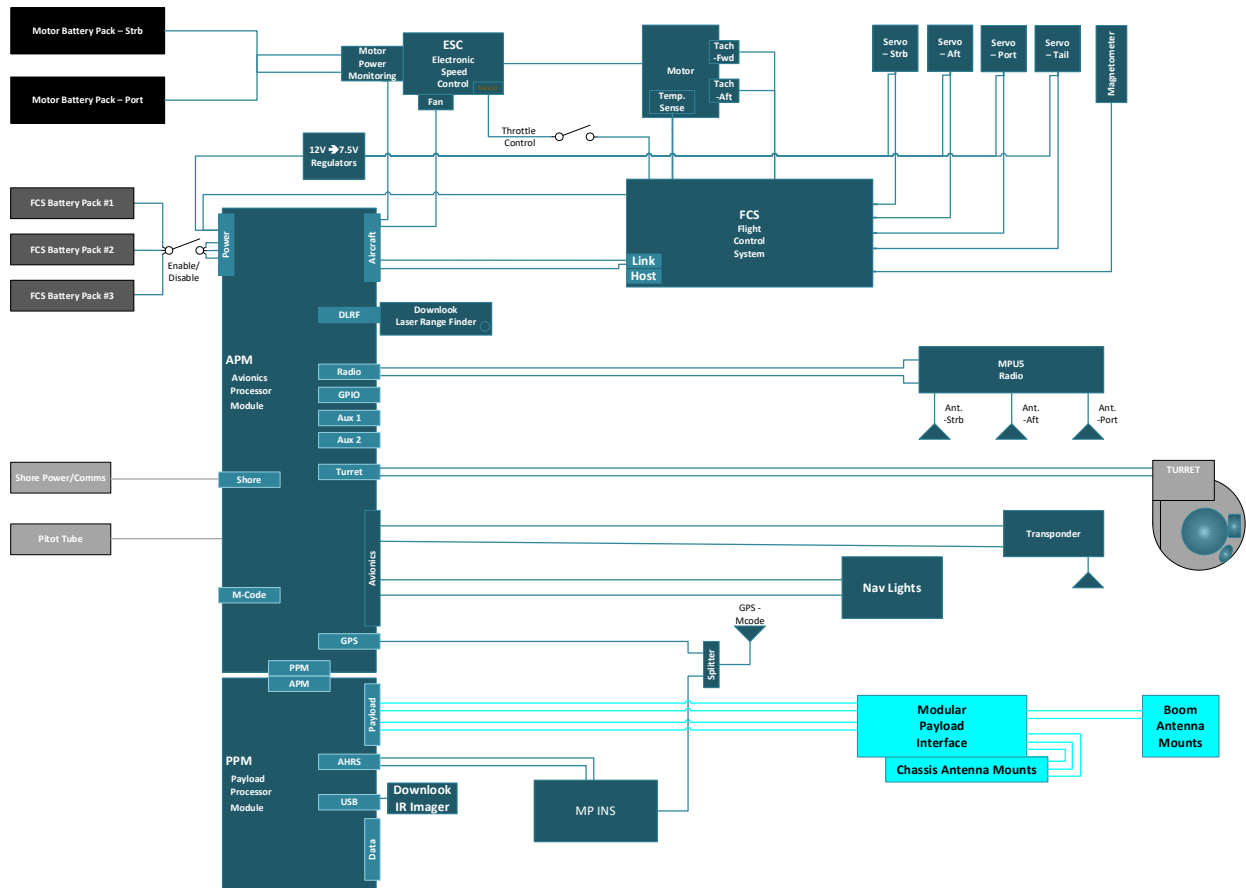 Motor Battery Pack – Strb
Motor Battery Pack – Port
Motor
Power
Monitoring
ESC
Electronic
Speed
Control
Fan
Motor
Tach
-Fwd
Tach
-Aft
Temp.
Sense
Servo
– Strb
Servo
– Aft
Servo
– Port
Servo
– Tail
Magnetometer
Throttle
Control
12V ➔7.5V
Regulators
FCS Battery Pack #1
FCS Battery Pack #2
FCS Battery Pack #3
Enable/
Disable
Power
Aircraft
FCS
Flight
Control
System
Link
Host
DLRF
Downlook
Laser Range Finder
APM
Avionics
Processor
Module
Radio
GPIO
Aux 1
Aux 2
Turret
MPU5
Radio
Ant.
-Strb
Ant.
-Aft
Ant.
-Port
Shore Power/Comms
Shore
TURRET
Pitot Tube
Avionics
Transponder
Nav Lights
M-Code
GPS
GPS -
Mcode
Splitter
PPM
APM
Payload
Modular
Payload
Interface
Chassis Antenna Mounts
Boom
Antenna
Mounts
PPM
Payload
Processor
Module
AHRS
USB
Downlook
IR Imager
MP INS
Data